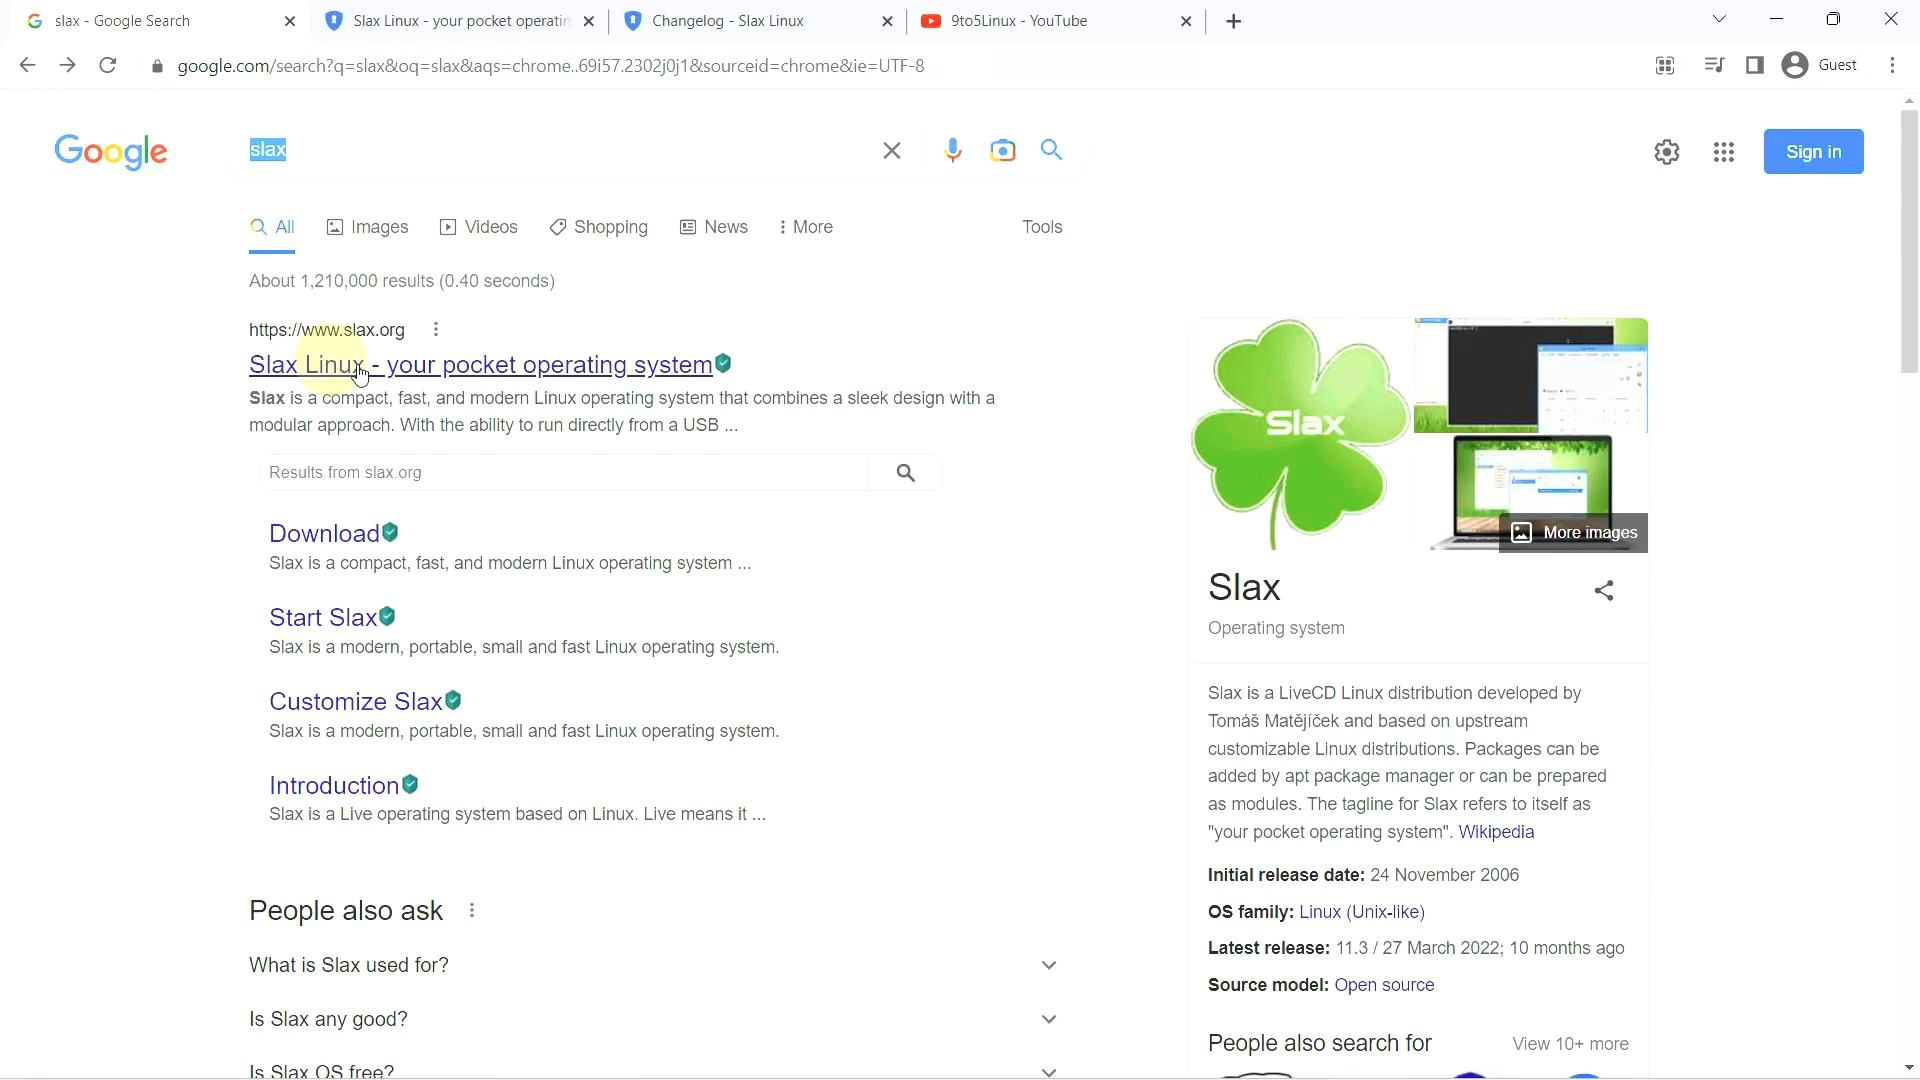 slax - Google Search
Slax Linux - your pocket operatin
Changelog - Slax Linux
9to5Linux - YouTube
google.com/search?q=slax&oq=slax&aqs=chrome..69i57.2302j0j1&sourceid=chrome&ie=UTF-8
Guest
Google
slax
Sign in
All
Images
Videos
Shopping
News
More
Tools
About 1,210,000 results (0.40 seconds)
https://www.slax.org
Slax Linux - your pocket operating system
Slax is a compact, fast, and modern Linux operating system that combines a sleek design with a
modular approach. With the ability to run directly from a USB ...
Results from slax.org
Download
Slax is a compact, fast, and modern Linux operating system ...
Start Slax
Slax is a modern, portable, small and fast Linux operating system.
Customize Slax
Slax is a modern, portable, small and fast Linux operating system.
Introduction
Slax is a Live operating system based on Linux. Live means it ...
People also ask
What is Slax used for?
Is Slax any good?
Is Slax OS free?
Slax
More images
Slax
Operating system
Slax is a LiveCD Linux distribution developed by
Tomáš Matějíček and based on upstream
customizable Linux distributions. Packages can be
added by apt package manager or can be prepared
as modules. The tagline for Slax refers to itself as
"your pocket operating system". Wikipedia
Initial release date: 24 November 2006
OS family: Linux (Unix-like)
Latest release: 11.3 / 27 March 2022; 10 months ago
Source model: Open source
People also search for
View 10+ more